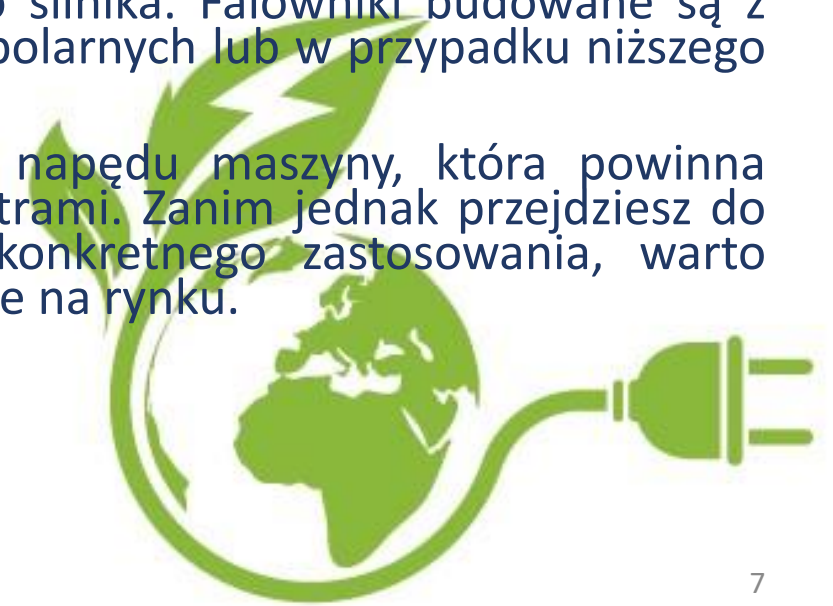 silnika. Falowniki budowane są z
polarnych lub w przypadku niższego
napędu maszyny, która powinna
trami. Zanim jednak przejdziesz do
konkretnego zastosowania, warto
e na rynku.
7